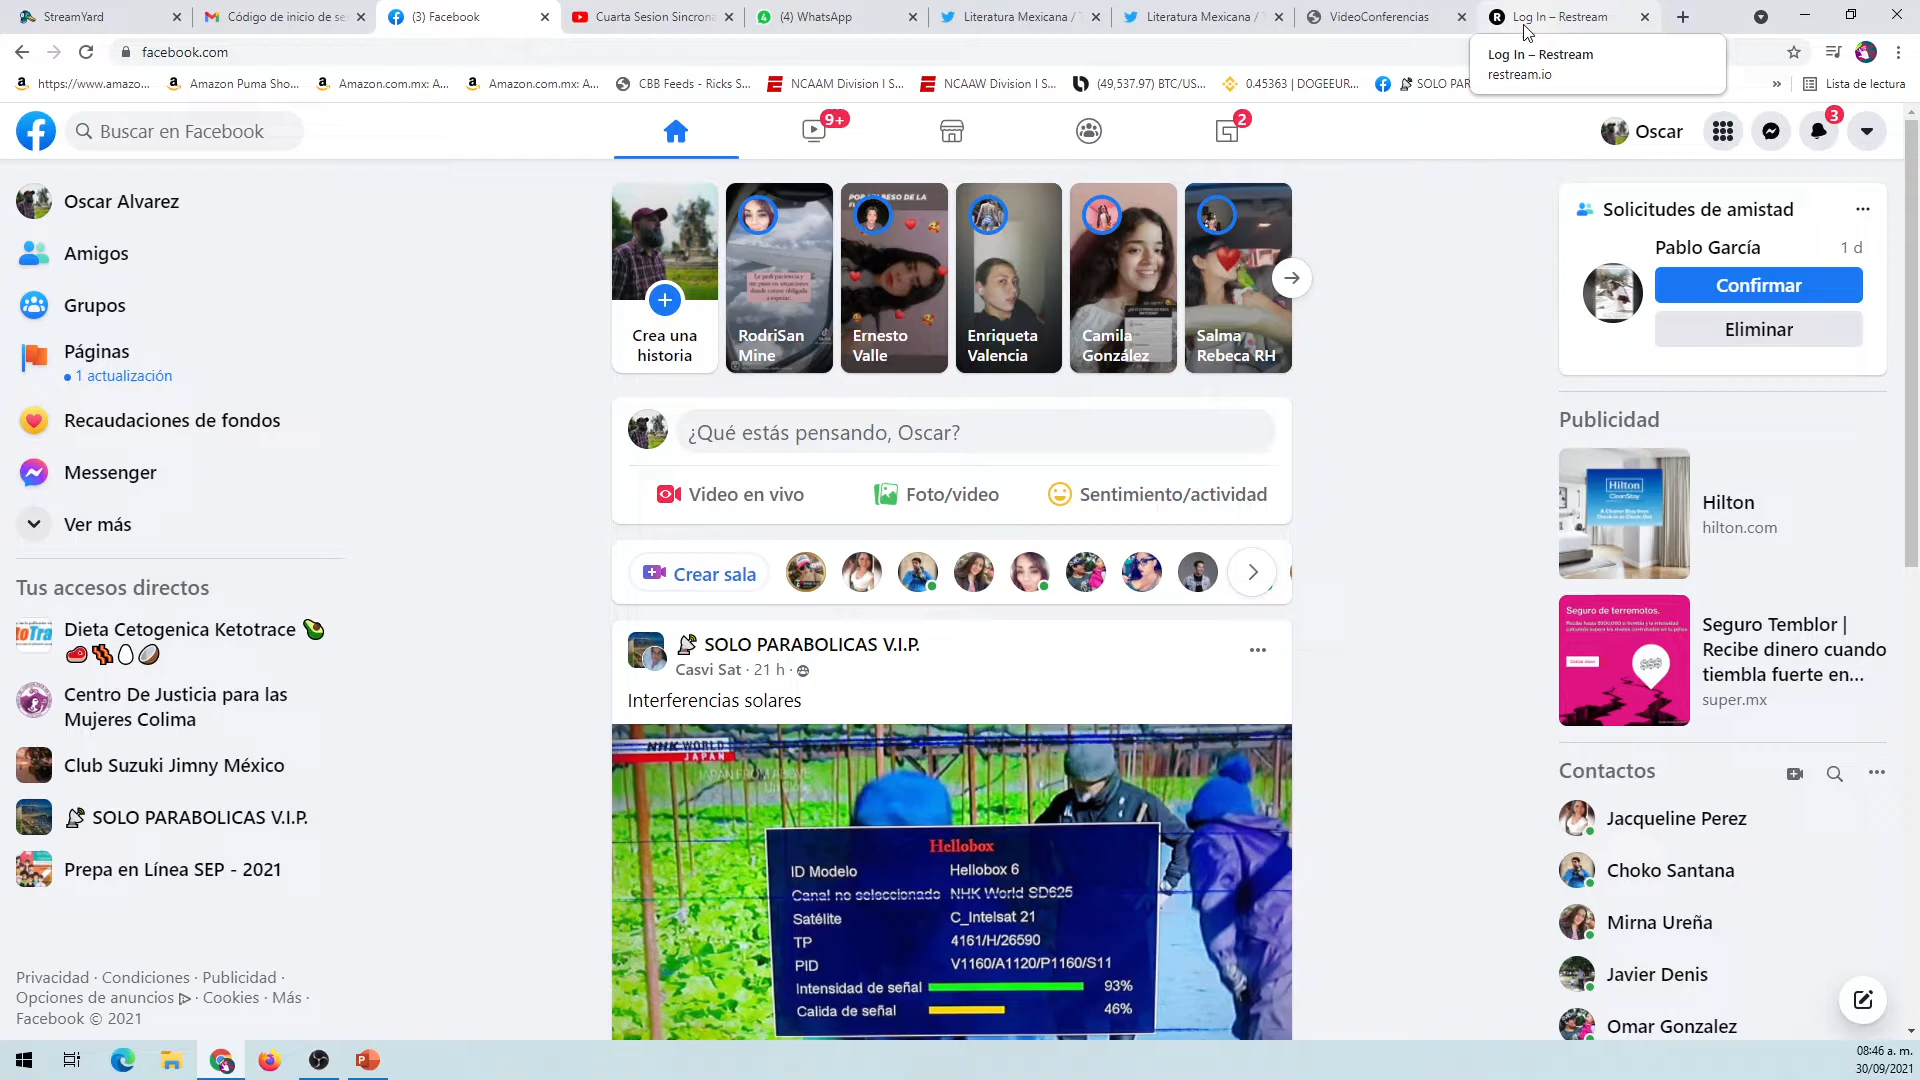 StreamYard
Código de inicio de se
(3) Facebook
Cuarta Sesion Sincrona
(4) WhatsApp
Literatura Mexicana / T
Literatura Mexicana / T
VideoConferencias
Log In – Restream
facebook.com
Log In – Restream
restream.io
https://www.amazo...
Amazon Puma Sho...
Amazon.com.mx: A...
Amazon.com.mx: A...
CBB Feeds - Ricks S...
NCAAM Division I S...
NCAAW Division I S...
(49,537.97) BTC/US...
0.45363 | DOGEEUR...
SOLO PAR
»
Lista de lectura
Buscar en Facebook
9+
2
Oscar
3
Oscar Alvarez
Amigos
Grupos
Páginas
1 actualización
Recaudaciones de fondos
Messenger
Ver más
Tus accesos directos
Dieta Cetogenica Ketotrace 🥑
🥩🥓🥚🥥
Centro De Justicia para las
Mujeres Colima
Club Suzuki Jimny México
📡 SOLO PARABOLICAS V.I.P.
Prepa en Línea SEP - 2021
Privacidad · Condiciones · Publicidad ·
Opciones de anuncios · Cookies · Más ·
Facebook © 2021
Crea una
historia
RodriSan
Mine
Ernesto
Valle
Enriqueta
Valencia
Camila
González
Salma
Rebeca RH
¿Qué estás pensando, Oscar?
Video en vivo
Foto/video
Sentimiento/actividad
Crear sala
📡 SOLO PARABOLICAS V.I.P.
Casvi Sat · 21 h ·
Interferencias solares
NHK WORLD
JAPAN
JAPAN FROM ABOVE
Hellobox
ID Modelo Hellobox 6
Canal no seleccionado NHK World SD625
Satélite C_Intelsat 21
TP 4161/H/26590
PID V1160/A1120/P1160/S11
Intensidad de señal 93%
Calida de señal 46%
Solicitudes de amistad
Pablo García 1 d
Confirmar
Eliminar
Publicidad
Hilton
CleanStay
Hilton
hilton.com
Seguro de terremotos.
$$$
Seguro Temblor |
Recibe dinero cuando
tiembla fuerte en...
super.mx
Contactos
Jacqueline Perez
Choko Santana
Mirna Ureña
Javier Denis
Omar Gonzalez
08:46 a. m.
30/09/2021